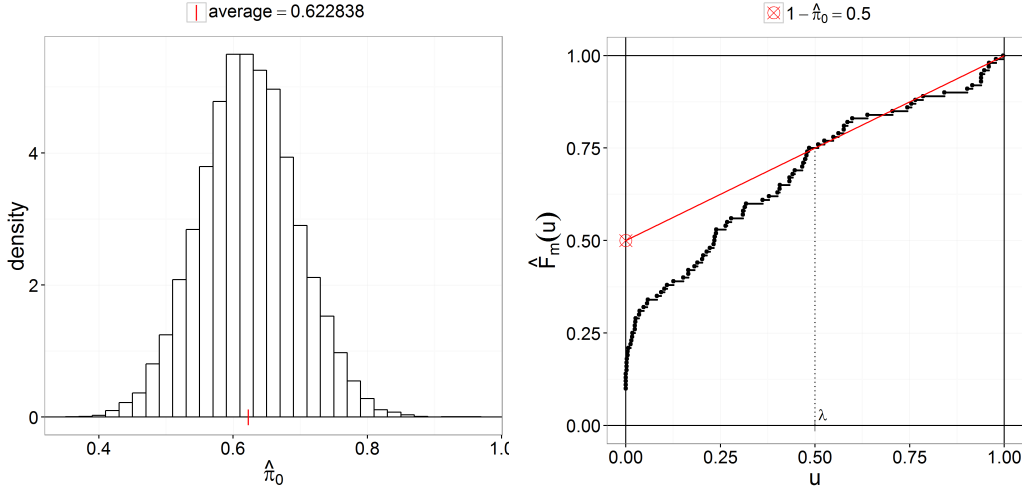 average = 0.622838
density
4
2
0
0.4 0.6 0.8 1.0
π̂₀
1 − π̂₀ = 0.5
F̂ₘ(u)
1.00
0.75
0.50
0.25
0.00
λ
0.00 0.25 0.50 0.75 1.00
u